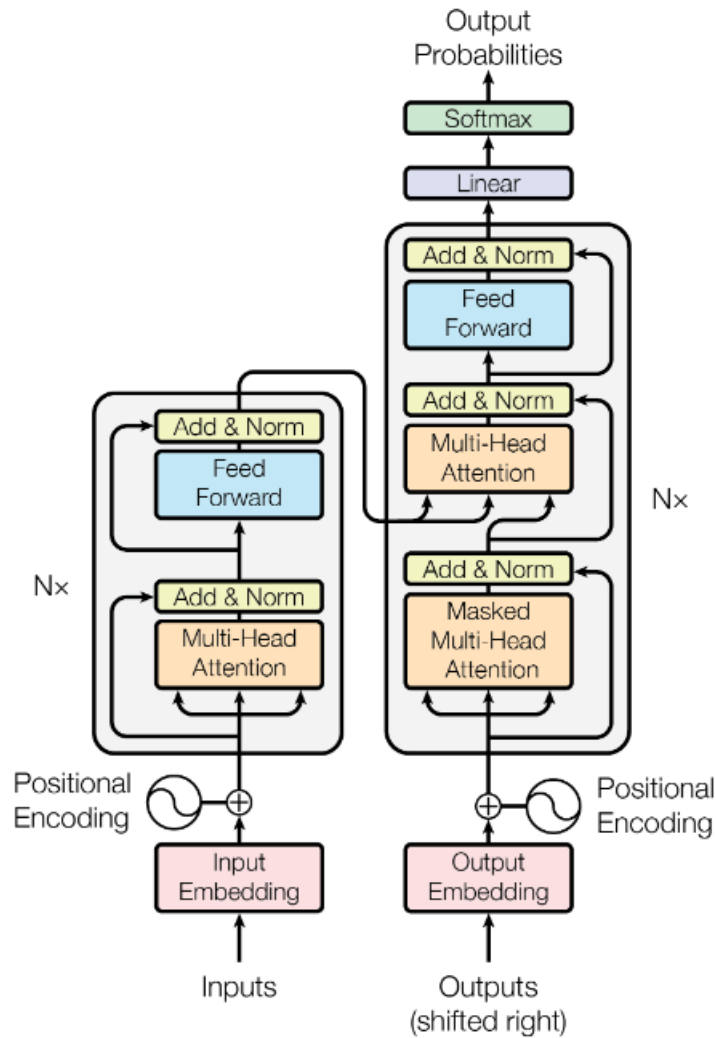 Output
Probabilities
Softmax
Linear
Add & Norm
Feed
Forward
Add & Norm
Multi-Head
Attention
Add & Norm
Masked
Multi-Head
Attention
Nx
Add & Norm
Feed
Forward
Add & Norm
Multi-Head
Attention
Nx
Positional
Encoding
Positional
Encoding
Input
Embedding
Output
Embedding
Inputs
Outputs
(shifted right)